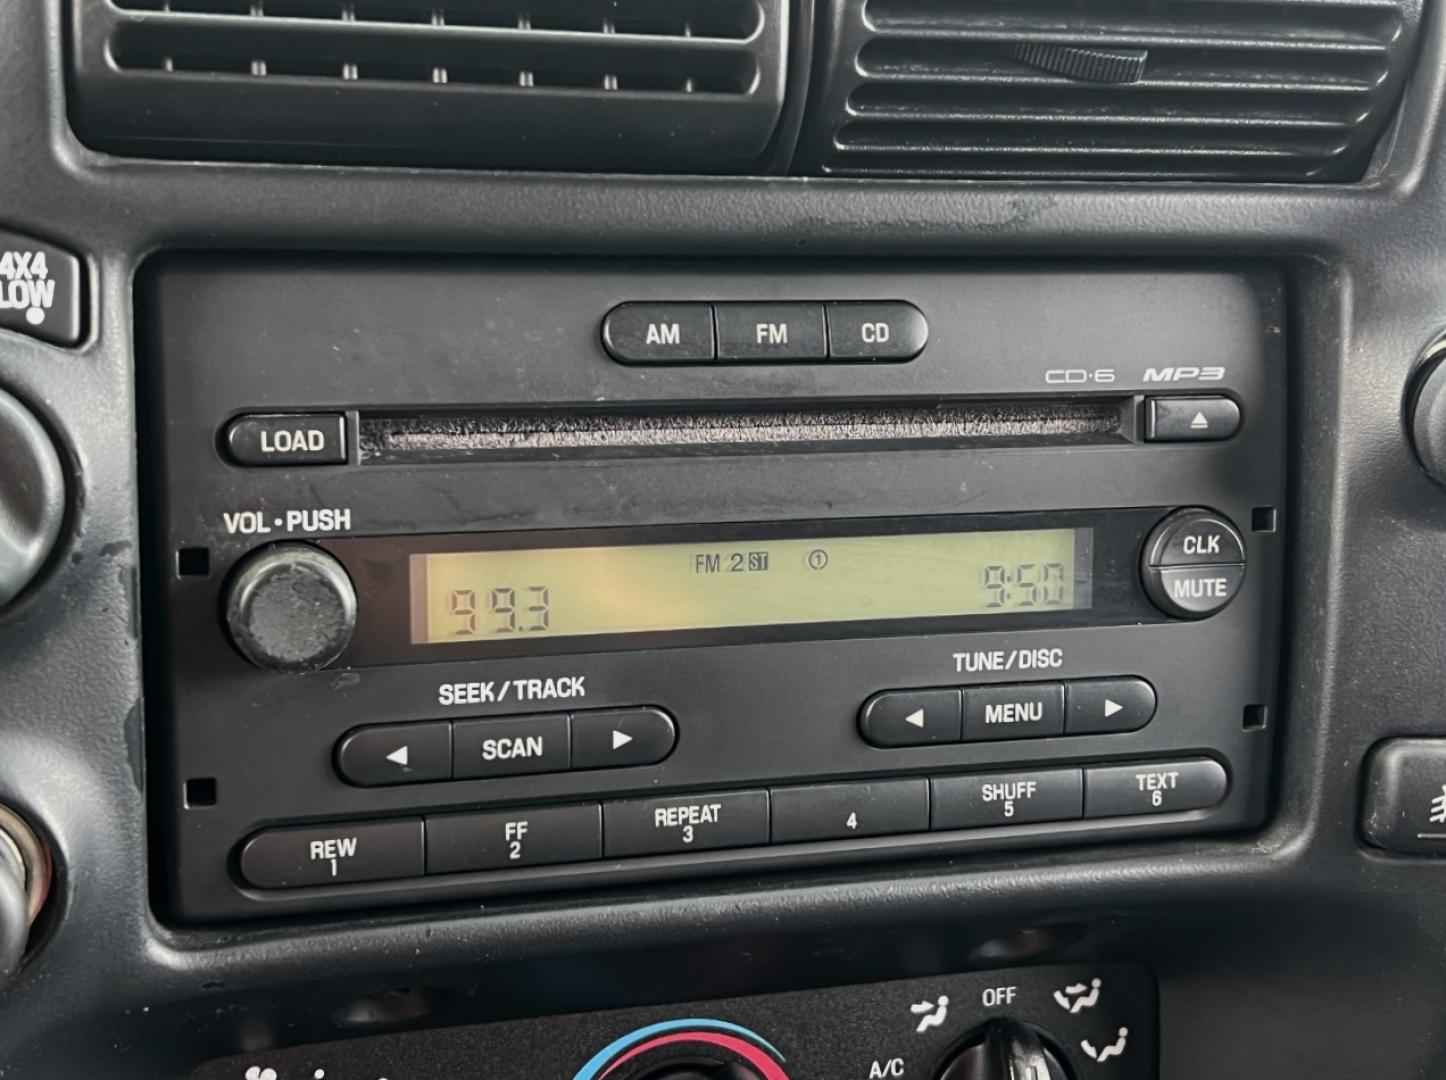 4X4
LOW
AM FM CD
CD·6 MP3
LOAD
VOL•PUSH
FM 2 ST 1
99.3 9:50
CLK
MUTE
SEEK/TRACK
SCAN
TUNE/DISC
MENU
REW
1
FF
2
REPEAT
3
4
SHUFF
5
TEXT
6
OFF
A/C